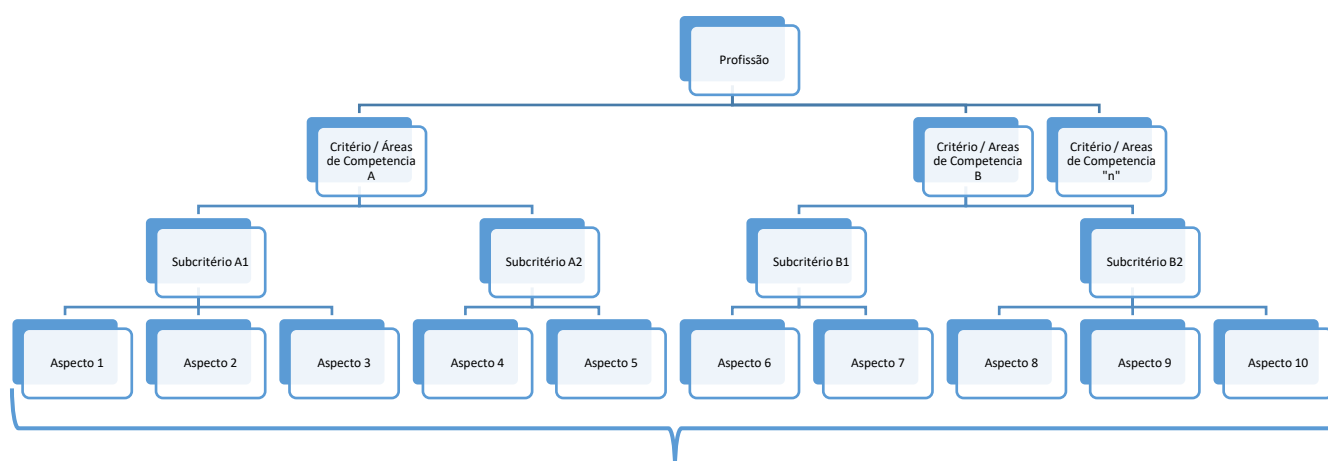 Profissão
Critério / Áreas
de Competencia
A
Critério / Areas
de Competencia
B
Critério / Areas
de Competencia
"n"
Subcritério A1
Subcritério A2
Subcritério B1
Subcritério B2
Aspecto 1
Aspecto 2
Aspecto 3
Aspecto 4
Aspecto 5
Aspecto 6
Aspecto 7
Aspecto 8
Aspecto 9
Aspecto 10